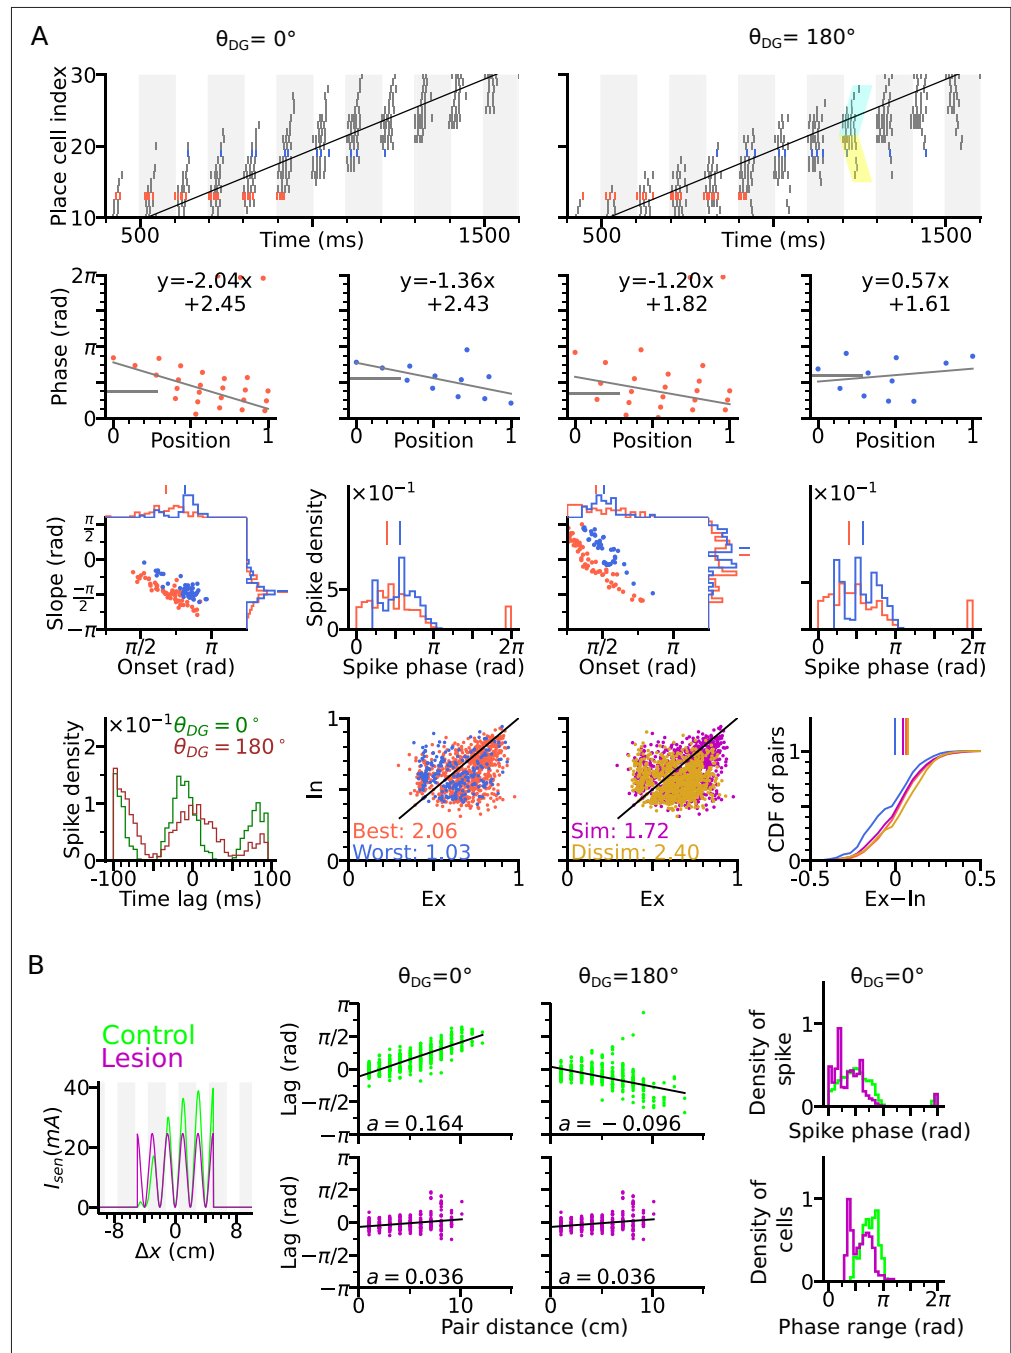 A
θDG= 0°
θDG= 180°
Place cell index
30
20
10
500
1500
Time (ms)
500
1500
Time (ms)
Phase (rad)
2π
π
0
y=-2.04x
+2.45
y=-1.36x
+2.43
y=-1.20x
+1.82
y=0.57x
+1.61
0
1
Position
0
1
Position
0
1
Position
0
1
Position
Slope (rad)
π/2
0
-π/2
-π
π/2
π
Onset (rad)
Spike density
×10⁻¹
5
0
0
π
2π
Spike phase (rad)
π/2
π
Onset (rad)
×10⁻¹
0
π
2π
Spike phase (rad)
Spike density
×10⁻¹
θDG = 0°
θDG = 180°
2
1
0
-100
0
100
Time lag (ms)
In
1
0
Best: 2.06
Worst: 1.03
0
1
Ex
Sim: 1.72
Dissim: 2.40
0
1
Ex
CDF of pairs
1
0
-0.5
0
0.5
Ex−In
B
θDG=0°
θDG=180°
θDG=0°
Control
Lesion
Isen(mA)
40
20
0
-8
0
8
Δx (cm)
Lag (rad)
π
π/2
0
−π/2
−π
a = 0.164
a = −0.096
Density of
spike
1
0
Spike phase (rad)
Lag (rad)
π
π/2
0
−π/2
−π
a = 0.036
a = 0.036
0
10
0
10
Pair distance (cm)
Density of
cells
1
0
0
π
2π
Phase range (rad)